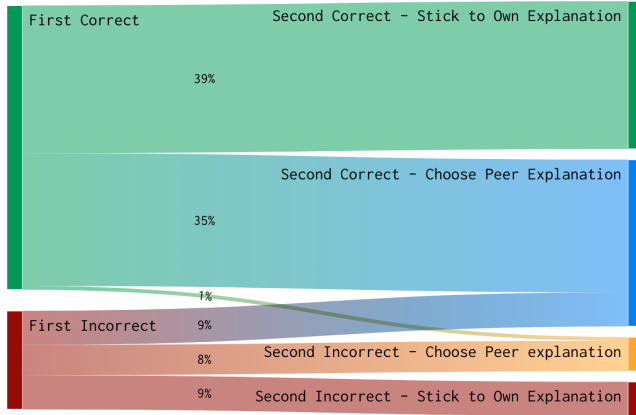 First Correct
Second Correct – Stick to Own Explanation
39%
Second Correct – Choose Peer Explanation
35%
1%
First Incorrect
9%
Second Incorrect – Choose Peer explanation
8%
9%
Second Incorrect – Stick to Own Explanation